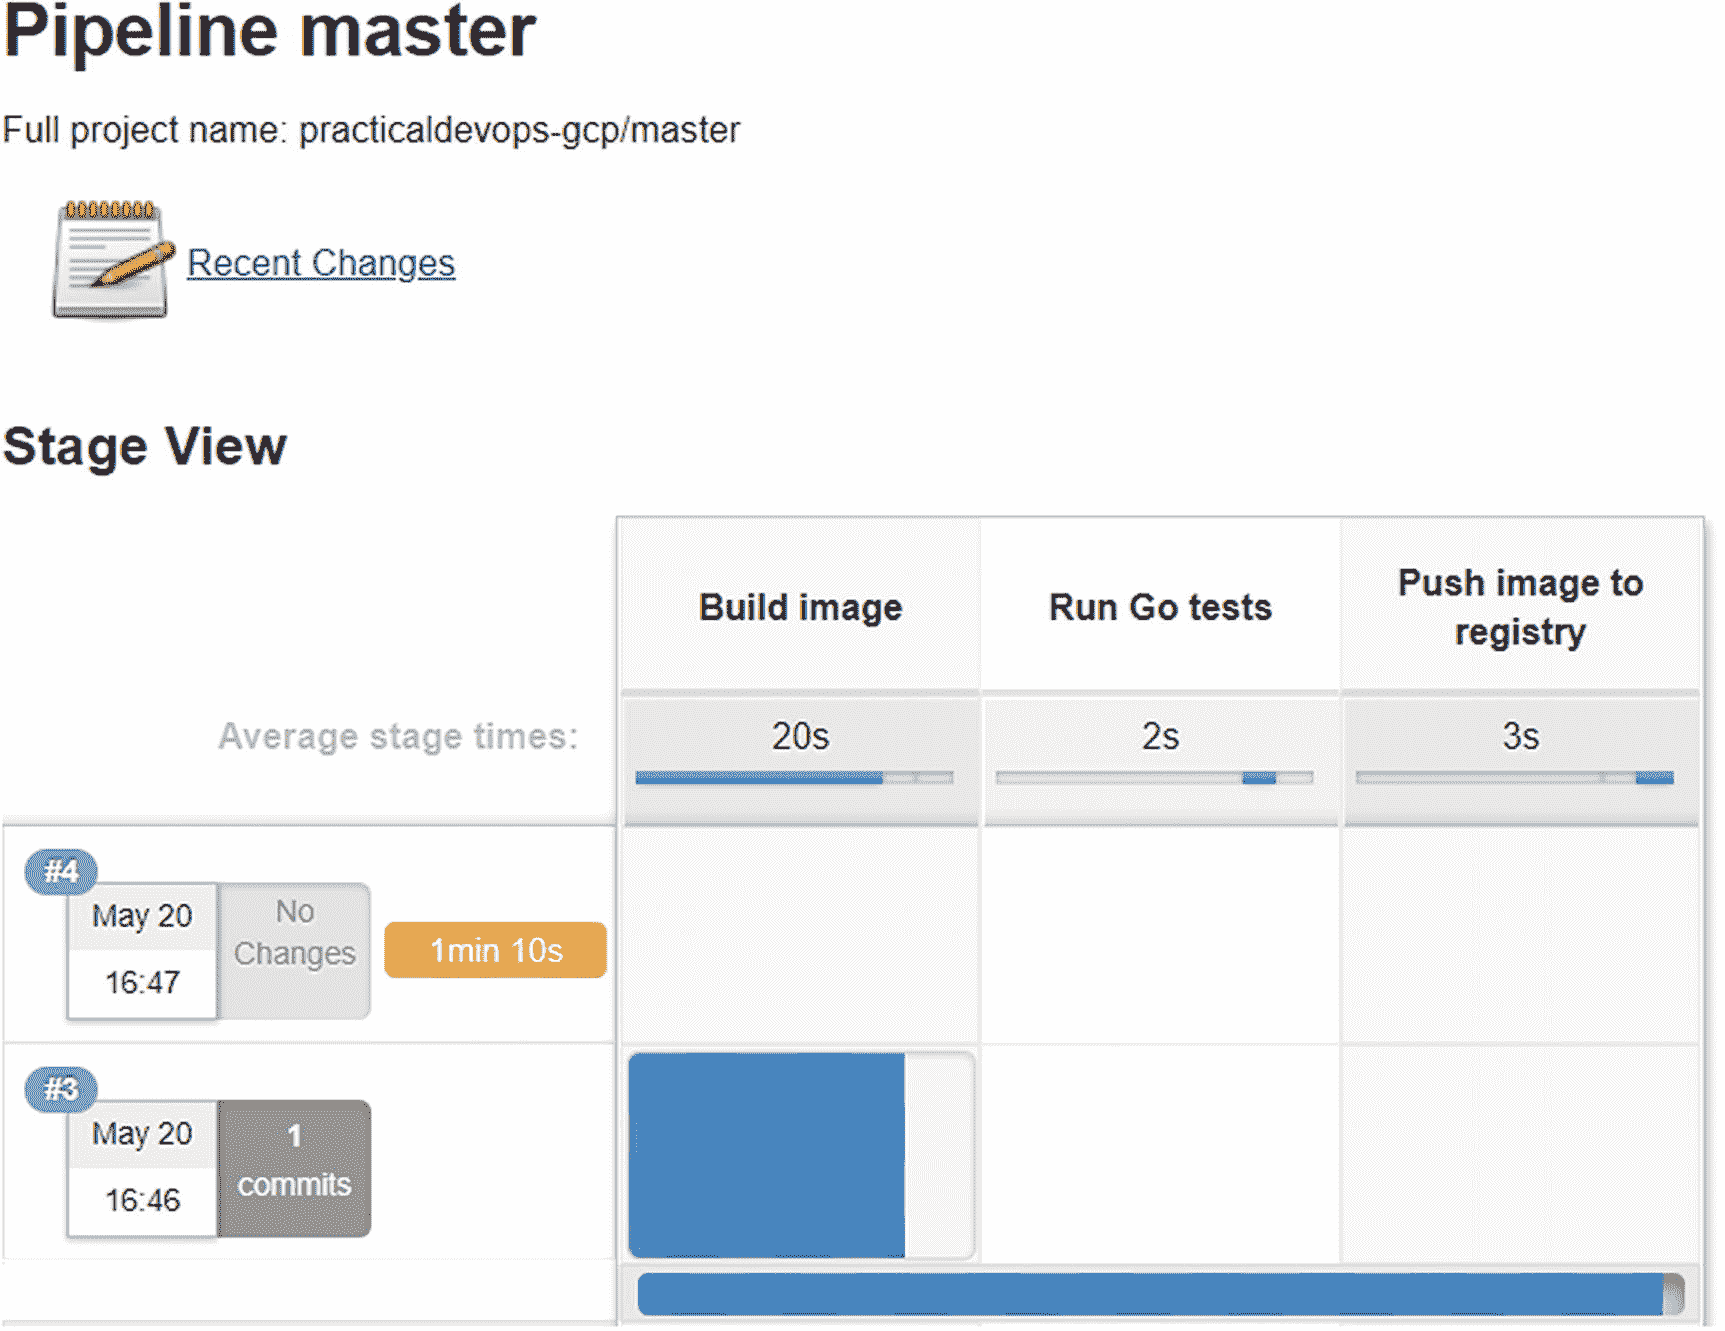 Pipeline master
Full project name: practicaldevops-gcp/master
Recent Changes
Stage View
Build image
Run Go tests
Push image to
registry
Average stage times:
20s
2s
3s
#4
May 20
16:47
No
Changes
1min 10s
#3
May 20
16:46
1
commits